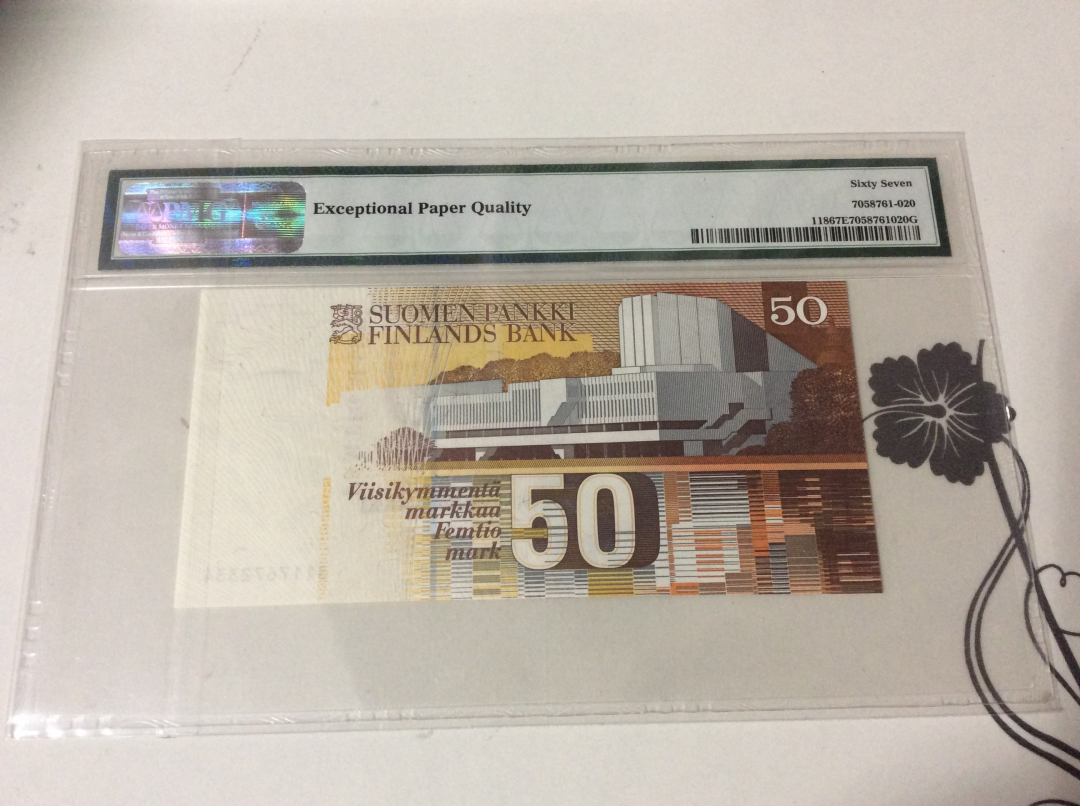 Exceptional Paper Quality
Sixty Seven
7058761-020
11867E7058761020G
SUOMEN PANKKI
FINLANDS BANK
50
Viisikymmentä
markkaa
Femtio
mark
50